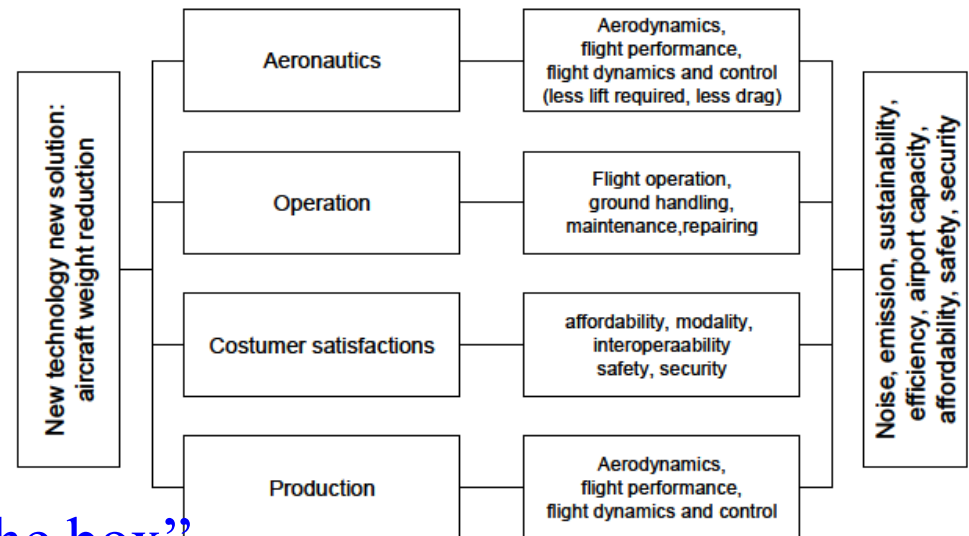 New technology new solution:
aircraft weight reduction
Aeronautics
Aerodynamics,
flight performance,
flight dynamics and control
(less lift required, less drag)
Operation
Flight operation,
ground handling,
maintenance,repairing
Costumer satisfactions
affordability, modality,
interoperaability
safety, security
Production
Aerodynamics,
flight performance,
flight dynamics and control
Noise, emission, sustainability,
efficiency, airport capacity,
affordability, safety, security
box”